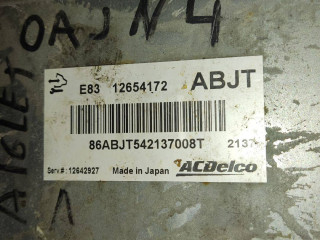 OAJN4
E83 12654172 ABJT
86ABJT542137008T 2137
Serv#: 12642927 Made in Japan ACDelco